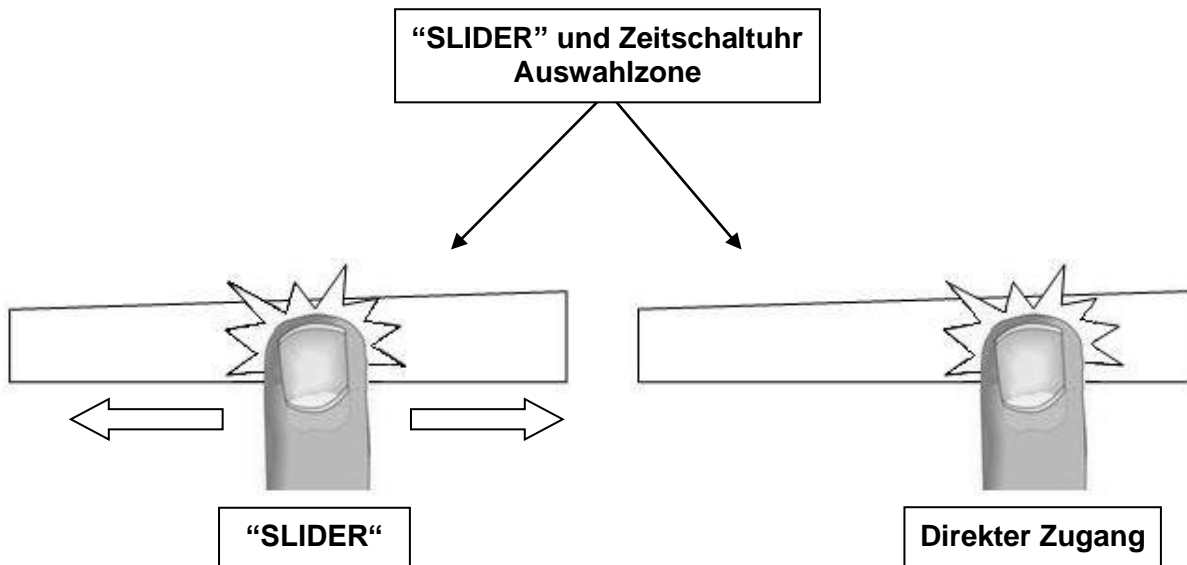 “SLIDER” und Zeitschaltuhr
Auswahlzone
“SLIDER“
Direkter Zugang